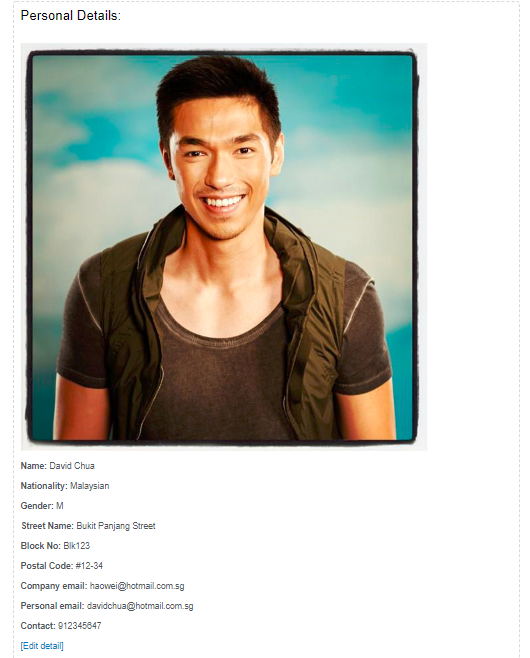 Personal Details:
Name: David Chua
Nationality: Malaysian
Gender: M
Street Name: Bukit Panjang Street
Block No: Blk123
Postal Code: #12-34
Company email: haowei@hotmail.com.sg
Personal email: davidchua@hotmail.com.sg
Contact: 912345647
[Edit detail]